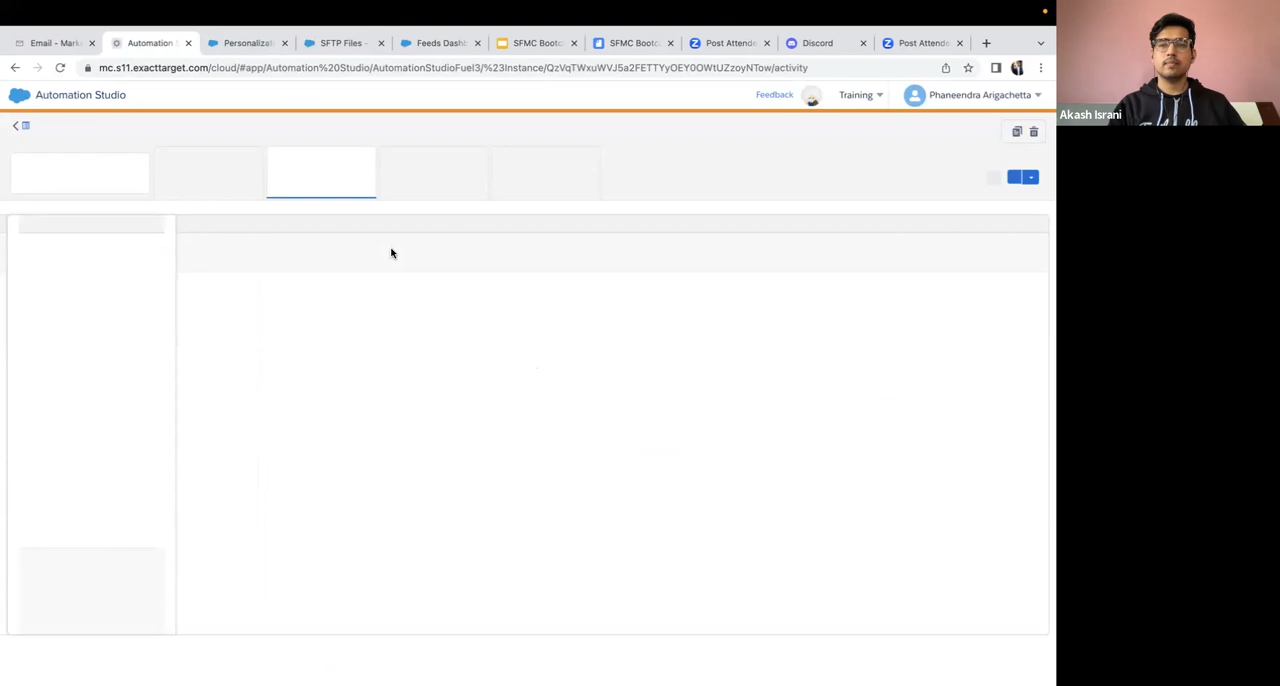 Email - Mark
Automation S
Personalizati
SFTP Files -
Feeds Dashb
SFMC Bootc
SFMC Bootc
Post Attende
Discord
Post Attende
mc.s11.exacttarget.com/cloud/#app/Automation%20Studio/AutomationStudioFuel3/%23Instance/QzVqTWxuWVJ5a2FETTYyOEY0OWtUZzoyNTow/activity
Automation Studio
Feedback
Training
Phaneendra Arigachetta
Akash Israni